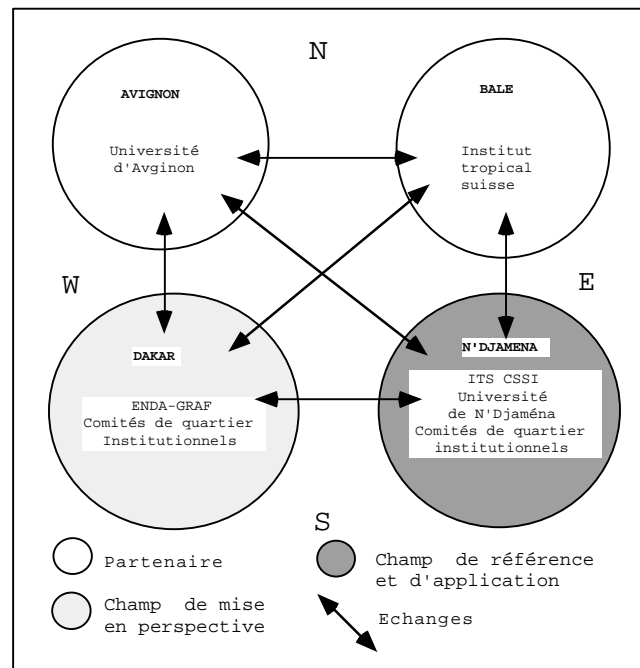 N
AVIGNON
Université
d'Avginon
BALE
Institut
tropical
suisse
W
E
DAKAR
ENDA-GRAF
Comités de quartier
Institutionnels
N'DJAMENA
ITS CSSI
Université
de N'Djaména
Comités de quartier
institutionnels
S
Partenaire
Champ de mise
en perspective
Champ de référence
et d'application
Echanges